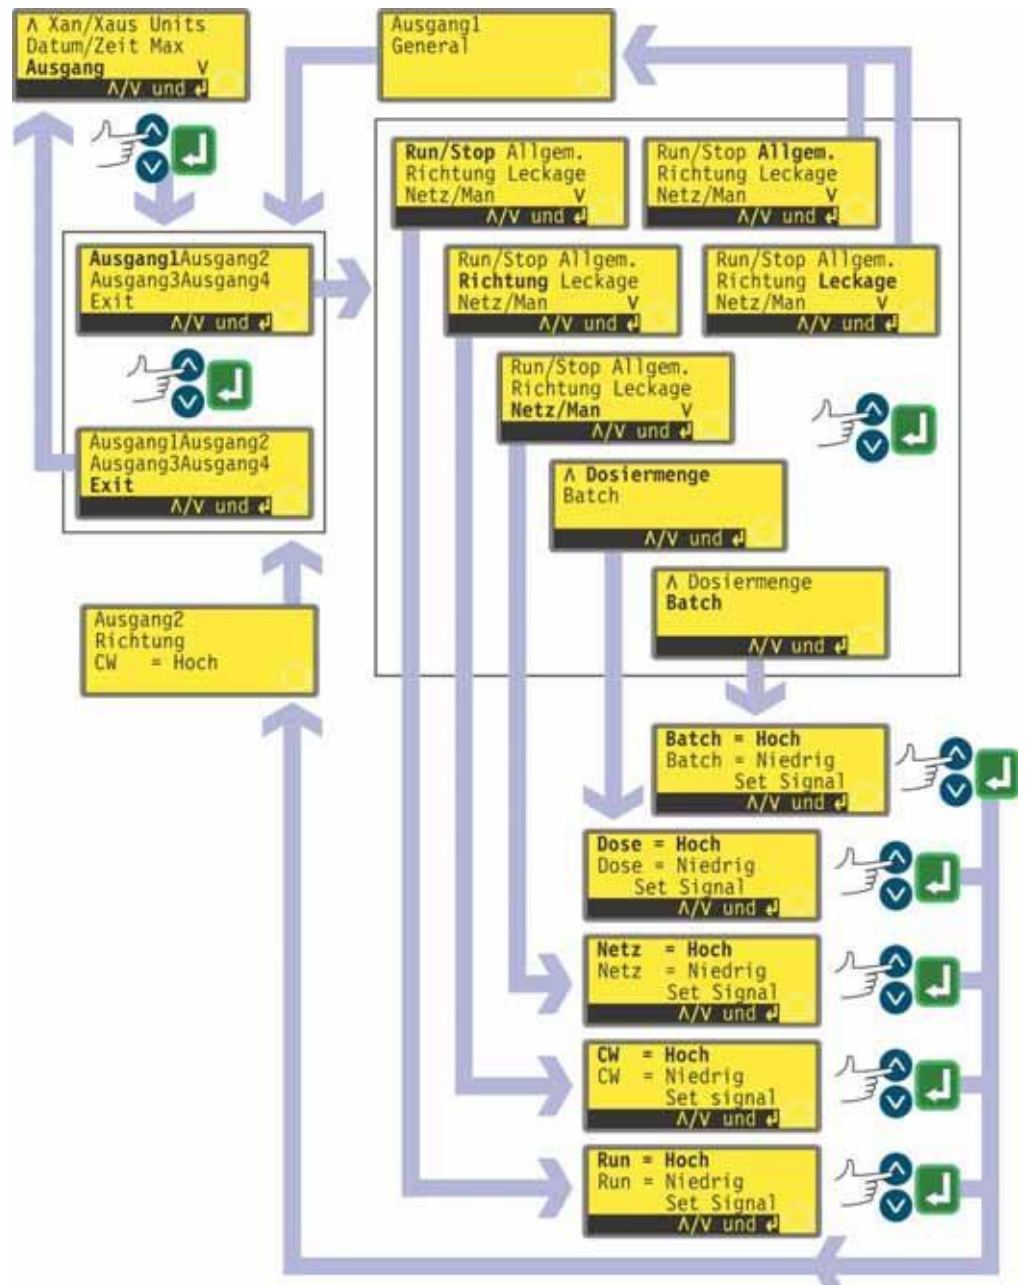 Λ Xan/Xaus Units
Datum/Zeit Max
Ausgang V
Λ/V und ↵
Ausgang1
General
Run/Stop Allgem.
Richtung Leckage
Netz/Man V
Λ/V und ↵
Run/Stop Allgem.
Richtung Leckage
Netz/Man V
Λ/V und ↵
Ausgang1Ausgang2
Ausgang3Ausgang4
Exit
Λ/V und ↵
Run/Stop Allgem.
Richtung Leckage
Netz/Man V
Λ/V und ↵
Run/Stop Allgem.
Richtung Leckage
Netz/Man V
Λ/V und ↵
Run/Stop Allgem.
Richtung Leckage
Netz/Man V
Λ/V und ↵
Ausgang1Ausgang2
Ausgang3Ausgang4
Exit
Λ/V und ↵
Λ Dosiermenge
Batch
Λ/V und ↵
Λ Dosiermenge
Batch
Λ/V und ↵
Ausgang2
Richtung
CW = Hoch
Batch = Hoch
Batch = Niedrig
Set Signal
Λ/V und ↵
Dose = Hoch
Dose = Niedrig
Set Signal
Λ/V und ↵
Netz = Hoch
Netz = Niedrig
Set Signal
Λ/V und ↵
CW = Hoch
CW = Niedrig
Set signal
Λ/V und ↵
Run = Hoch
Run = Niedrig
Set Signal
Λ/V und ↵